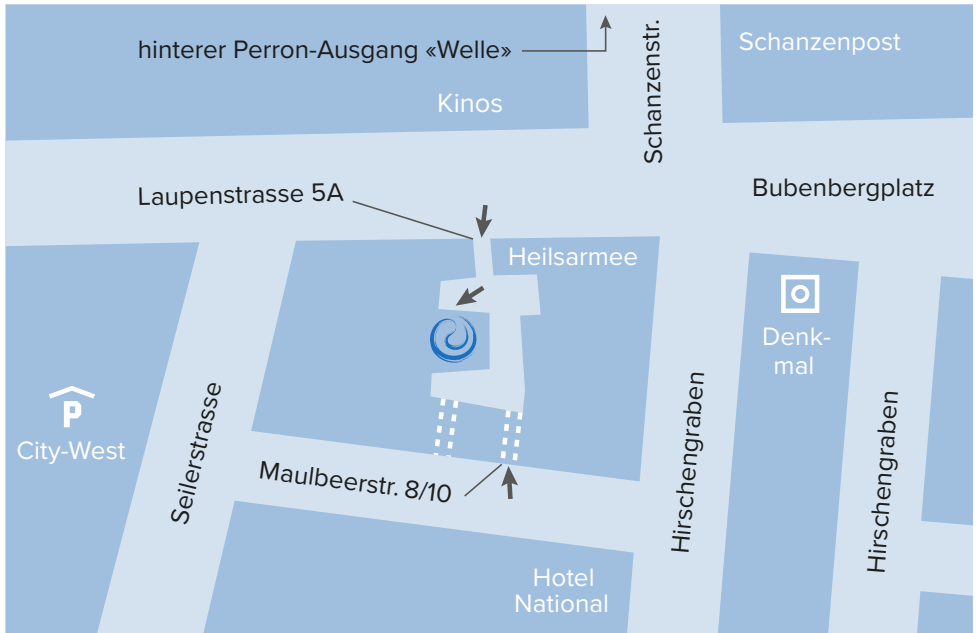 hinterer Perron-Ausgang «Welle»
Schanzenstr.
Schanzenpost
Kinos
Laupenstrasse 5A
Bubenbergplatz
Heilsarmee
Denk-
mal
P
City-West
Seilerstrasse
Maulbeerstr. 8/10
Hirschengraben
Hirschengraben
Hotel
National